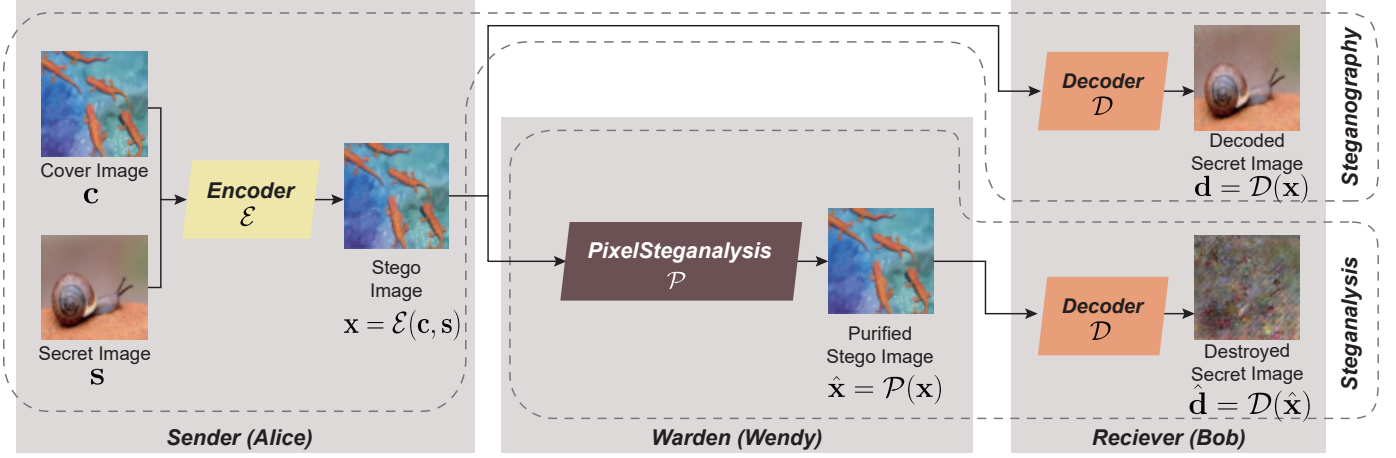 Cover Image
c
Secret Image
s
Encoder
ℰ
Stego
Image
x = ℰ(c, s)
Sender (Alice)
PixelSteganalysis
𝒫
Purified
Stego Image
x̂ = 𝒫(x)
Warden (Wendy)
Decoder
𝒟
Decoded
Secret Image
d = 𝒟(x)
Decoder
𝒟
Destroyed
Secret Image
d̂ = 𝒟(x̂)
Reciever (Bob)
Steganography
Steganalysis